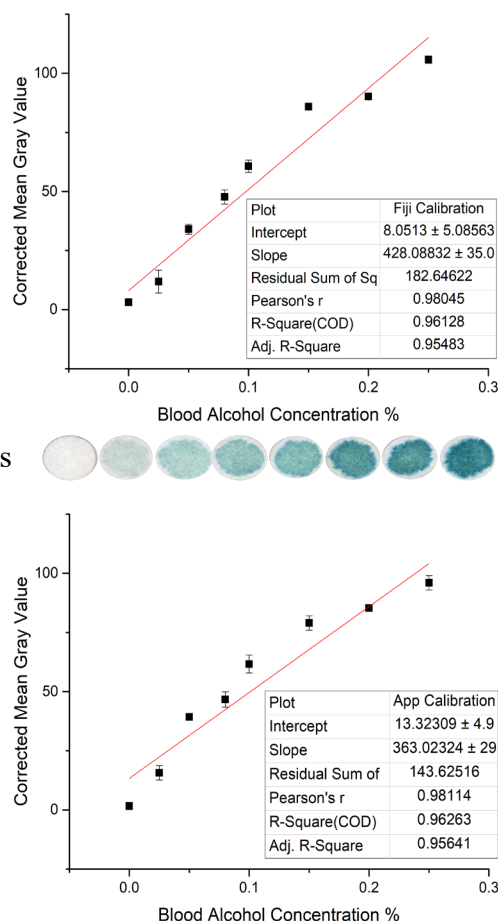 Corrected Mean Gray Value
100
50
0
Plot Fiji Calibration
Intercept 8.0513 ± 5.08563
Slope 428.08832 ± 35.0
Residual Sum of Sq 182.64622
Pearson's r 0.98045
R-Square(COD) 0.96128
Adj. R-Square 0.95483
0.0 0.1 0.2 0.3
Blood Alcohol Concentration %
S
Corrected Mean Gray Value
100
50
0
Plot App Calibration
Intercept 13.32309 ± 4.9
Slope 363.02324 ± 29
Residual Sum of 143.62516
Pearson's r 0.98114
R-Square(COD) 0.96263
Adj. R-Square 0.95641
0.0 0.1 0.2 0.3
Blood Alcohol Concentration %